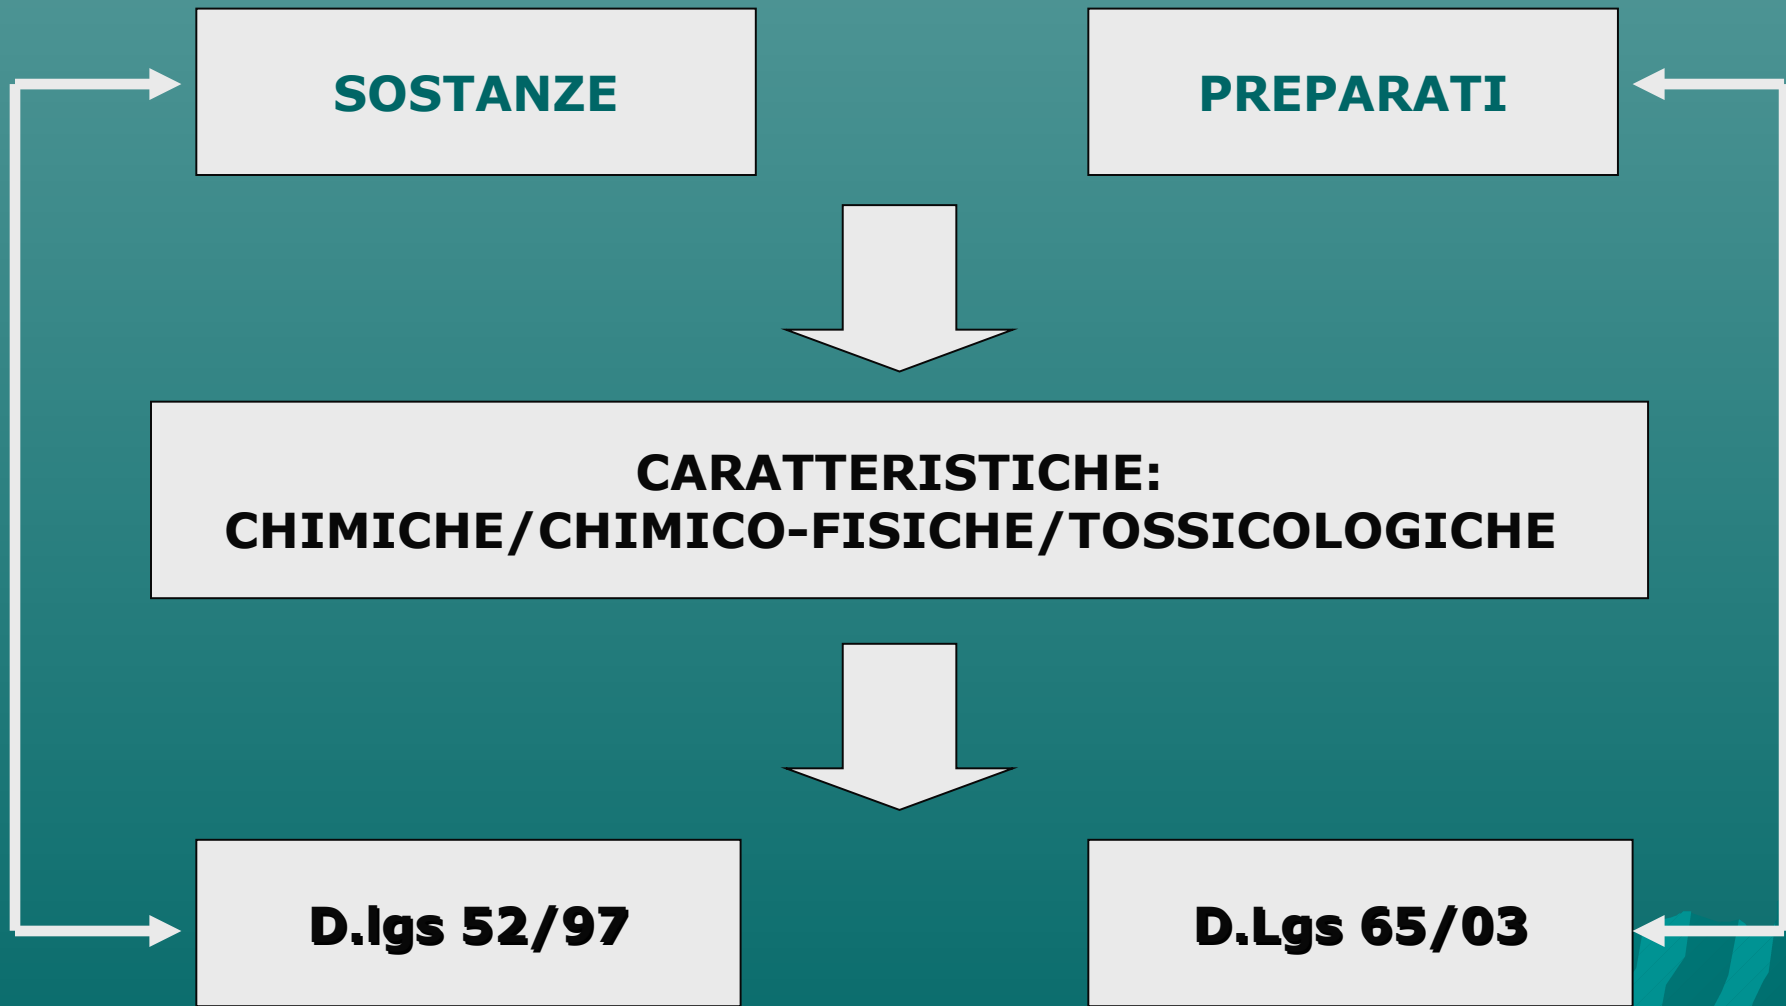 SOSTANZE
PREPARATI
CARATTERISTICHE:
CHIMICHE/CHIMICO-FISICHE/TOSSICOLOGICHE
D.lgs 52/97
D.Lgs 65/03